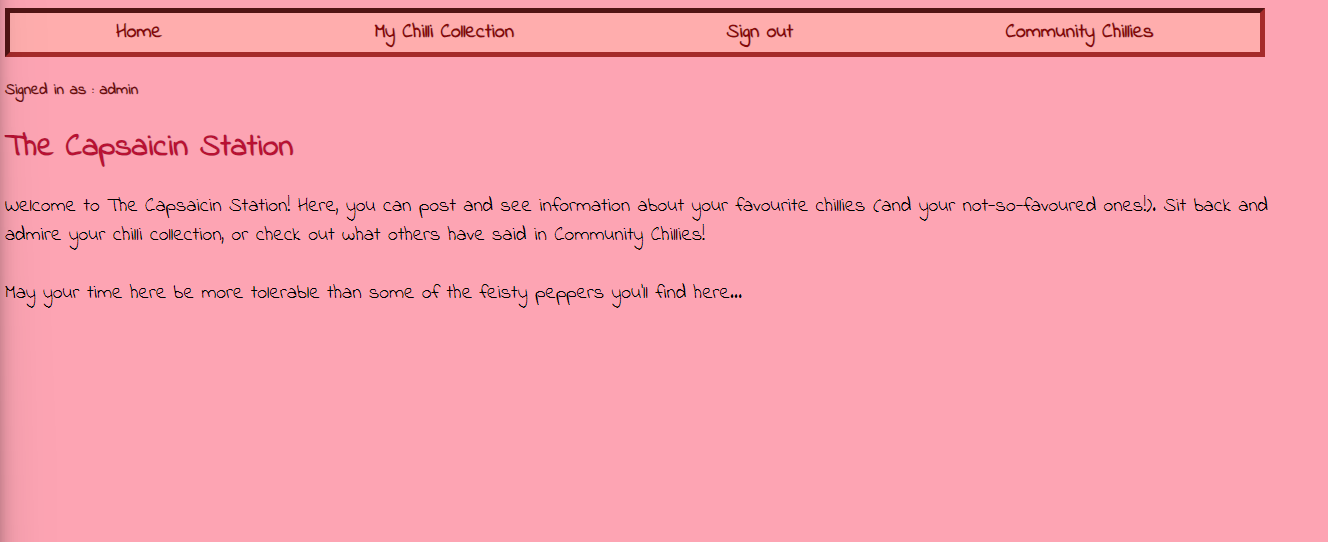 Home My Chilli Collection Sign out Community Chillies
Signed in as : admin
The Capsaicin Station
Welcome to The Capsaicin Station! Here, you can post and see information about your favourite chillies (and your not-so-favoured ones!). Sit back and
admire your chilli collection, or check out what others have said in Community Chillies!
May your time here be more tolerable than some of the feisty peppers you'll find here...